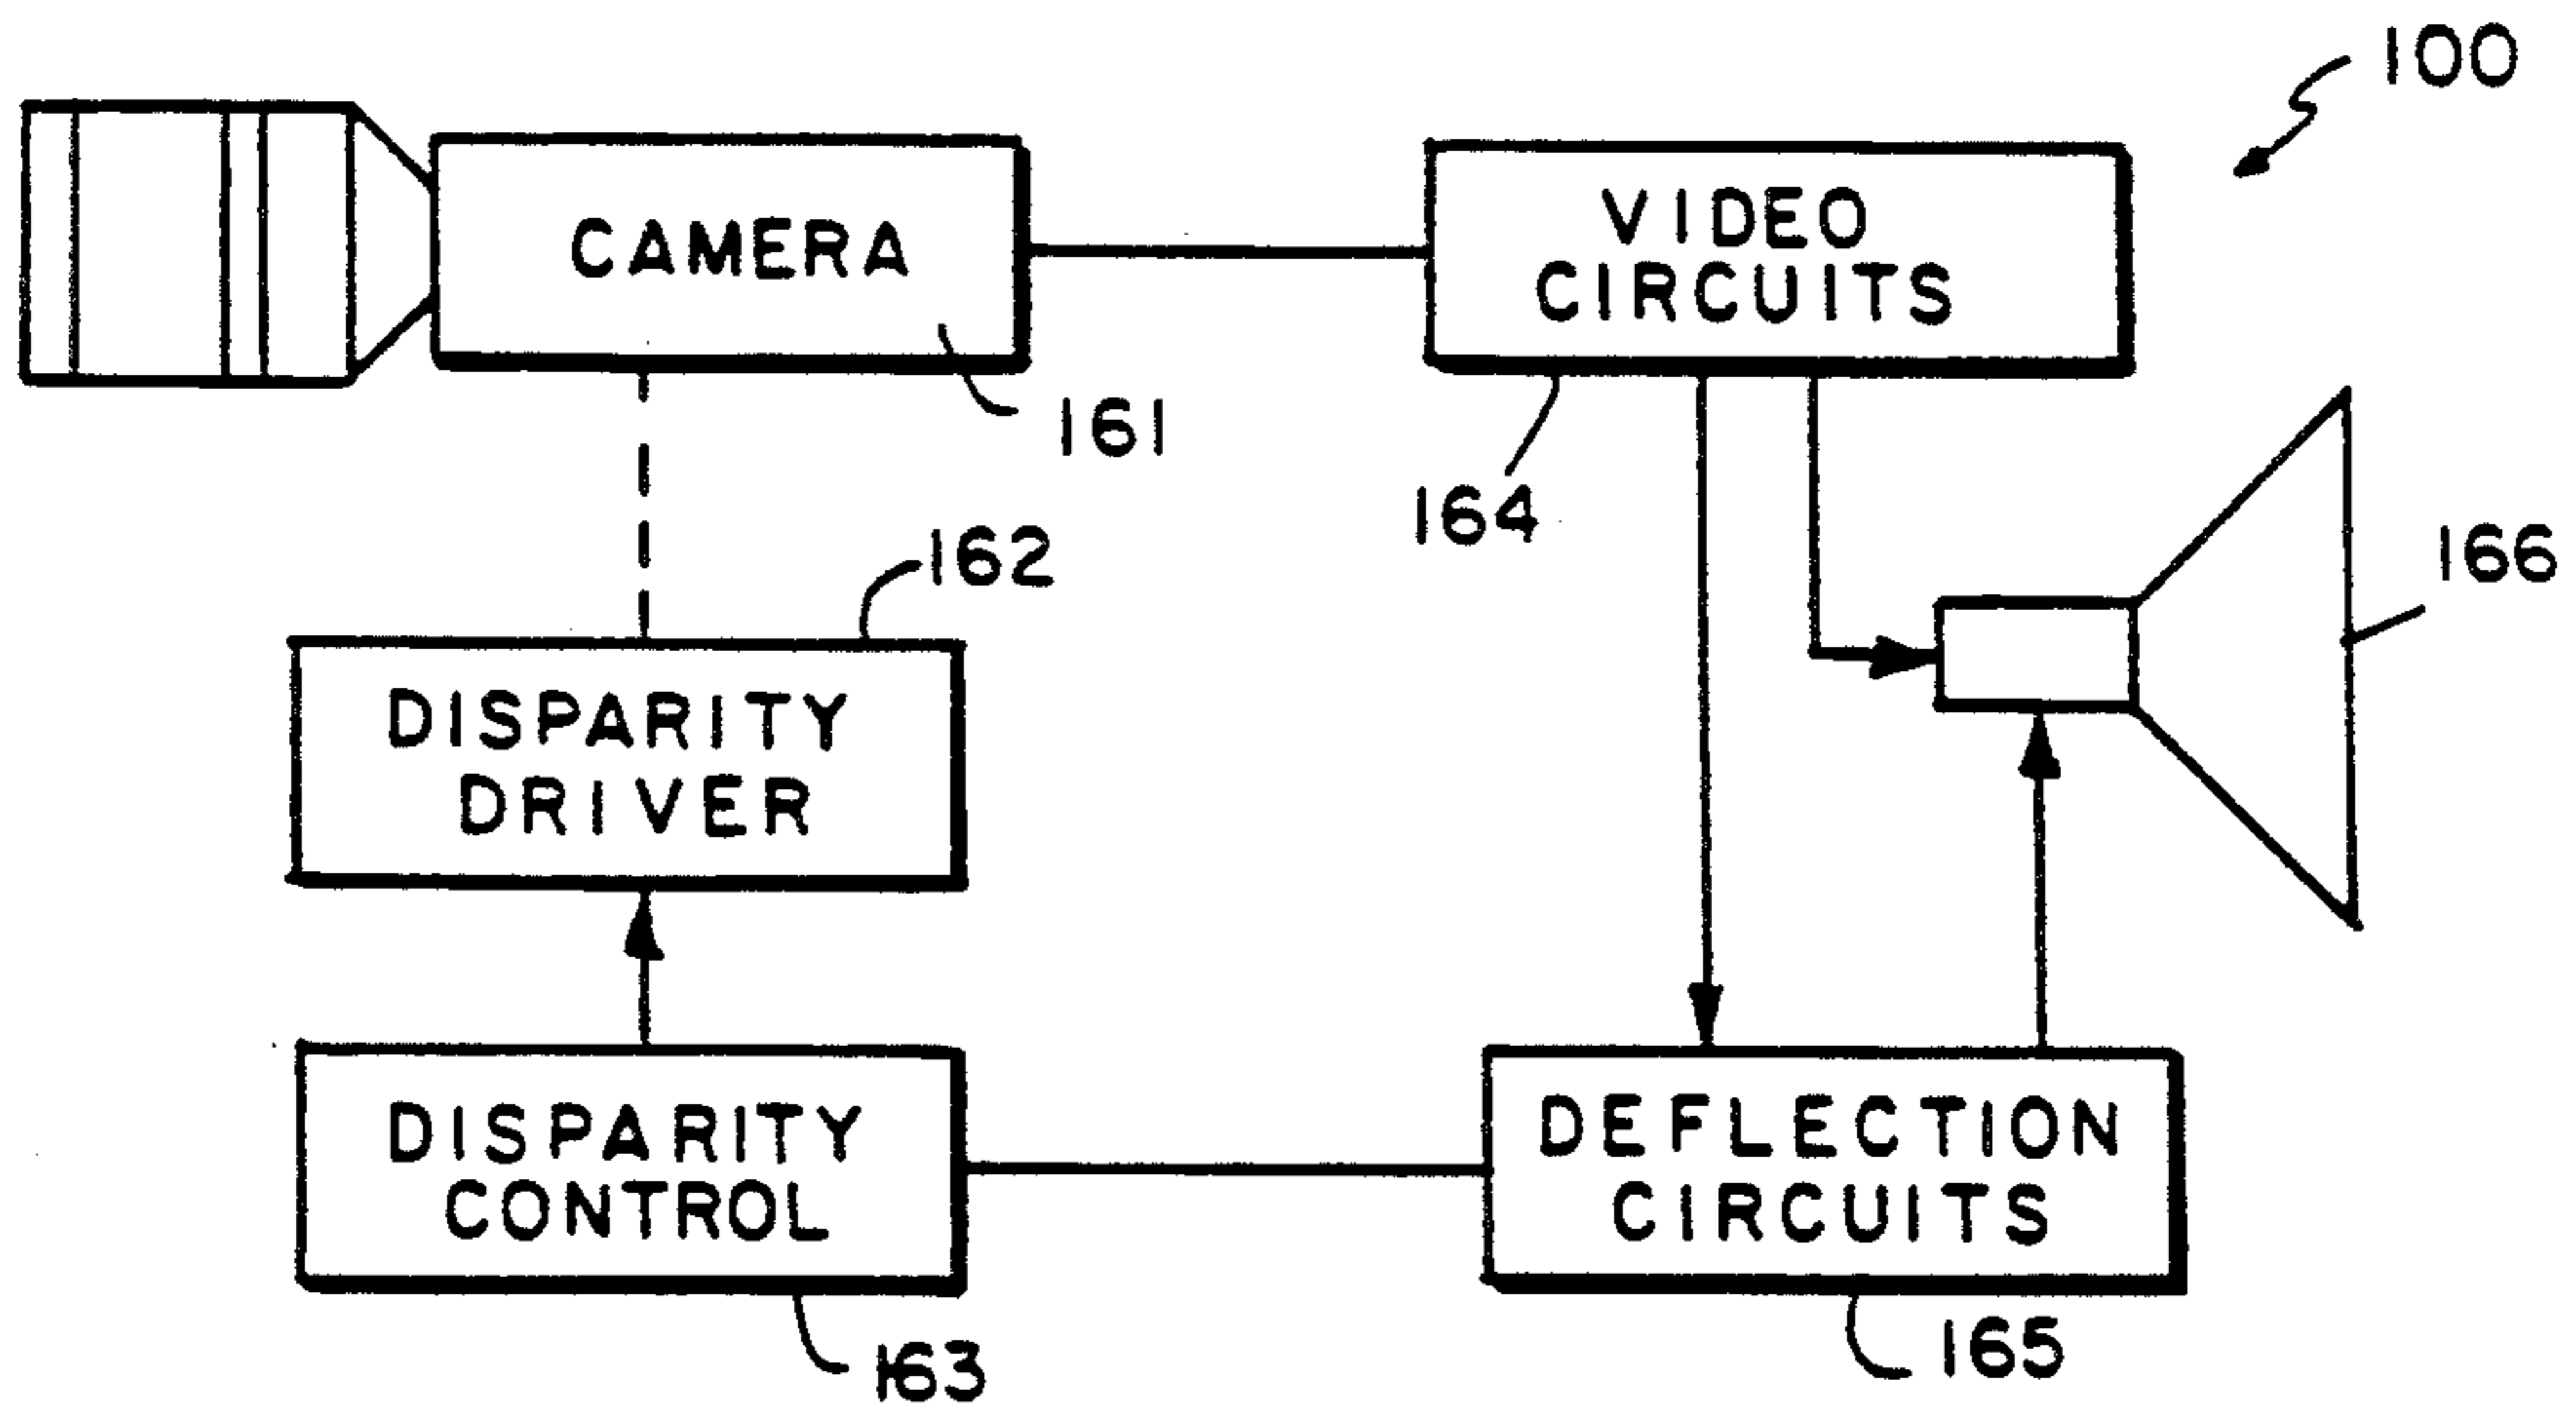 100
CAMERA
VIDEO
CIRCUITS
161
164
162
166
DISPARITY
DRIVER
DISPARITY
CONTROL
DEFLECTION
CIRCUITS
163
165